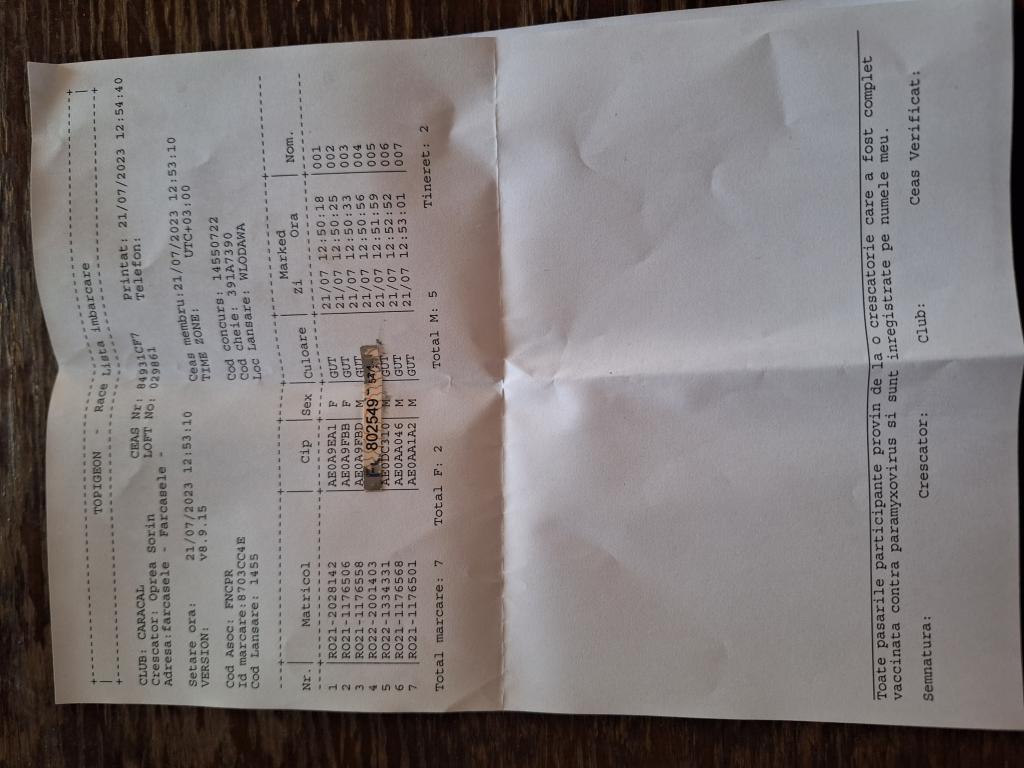 TOPIGEON - Race Lista imbarcare
CLUB: CARACAL CEAS Nr: 84931CF7 Printat: 21/07/2023 12:54:40
Crescator: Oprea Sorin LOFT No: 029861 Telefon:
Adresa:farcasele - Farcasele -
Setare ora: 21/07/2023 12:53:10 Ceas membru:21/07/2023 12:53:10
VERSION: v8.9.15 TIME ZONE: UTC+03:00
Cod Asoc: FNCPR Cod concurs: 14550722
Id marcare:8703CC4E Cod cheie: 391A7390
Cod Lansare: 1455 Loc Lansare: WLODAWA
Marked
Nr.| Matricol | Cip |Sex |Culoare | Zi Ora | Nom.
1 |RO21-2028142 |AE0A9EA1| F |GUT |21/07 12:50:18 |001
2 |RO21-1176506 |AE0A9FBB| F |GUT |21/07 12:50:25 |002
3 |RO21-1176558 |AE0A9FBD| M |GUT |21/07 12:50:33 |003
4 |RO22-2001403 |21/07 12:50:56 |004
802549
5 |RO22-1334331 |AE0DC310| M |GUT |21/07 12:51:59 |005
6 |RO21-1176568 |AE0AA046| M |GUT |21/07 12:52:52 |006
7 |RO21-1176501 |AE0AA1A2| M |GUT |21/07 12:53:01 |007
Total marcare: 7 Total F: 2 Total M: 5 Tineret: 2
Toate pasarile participante provin de la o crescatorie care a fost complet
vaccinata contra paramyxovirus si sunt inregistrate pe numele meu.
Semnatura: Crescator: Club: Ceas Verificat: